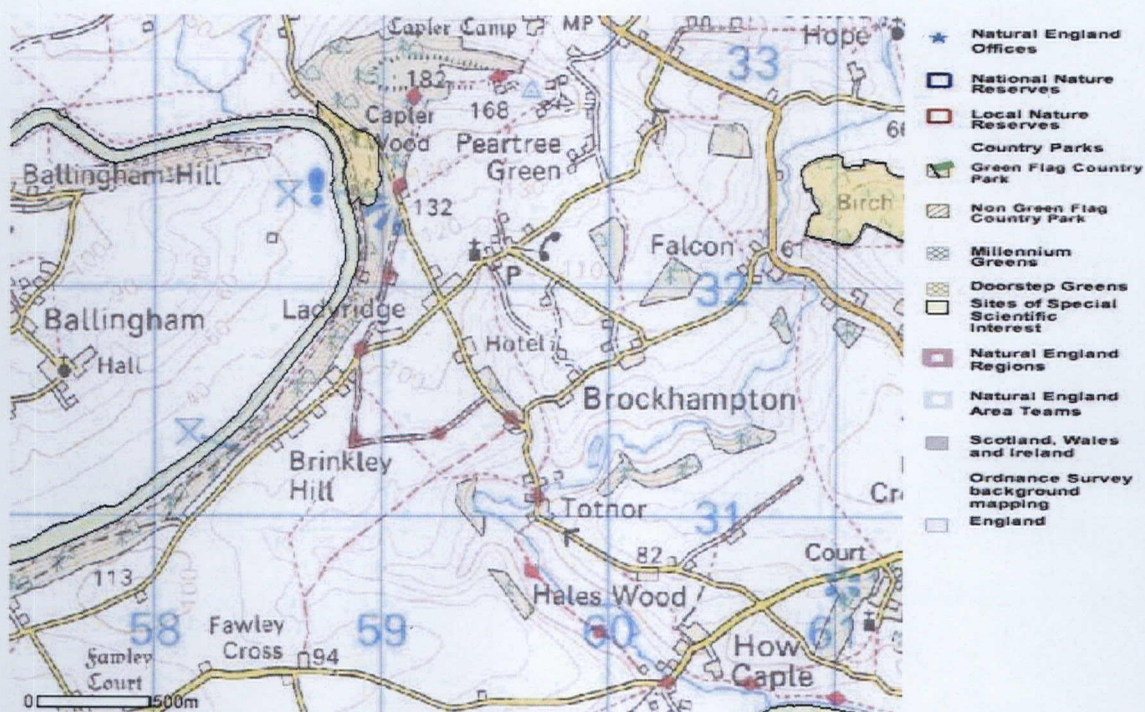 Capler Camp
MP
33
Hope
182
168
Capler
Wood
Peartree
Green
66
Ballingham Hill
132
120
Birch
Falcon
61
P
110
32
Ladyridge
Ballingham
Hotel
Hall
100
Brockhampton
Brinkley
Hill
Totnor
31
Cr
82
Court
113
Hales Wood
58
59
60
61
Fawley
Cross
94
How
Caple
Fawley
Court
0
500m
Natural England
Offices
National Nature
Reserves
Local Nature
Reserves
Country Parks
Green Flag Country
Park
Non Green Flag
Country Park
Millennium
Greens
Doorstep Greens
Sites of Special
Scientific
Interest
Natural England
Regions
Natural England
Area Teams
Scotland, Wales
and Ireland
Ordnance Survey
background
mapping
England